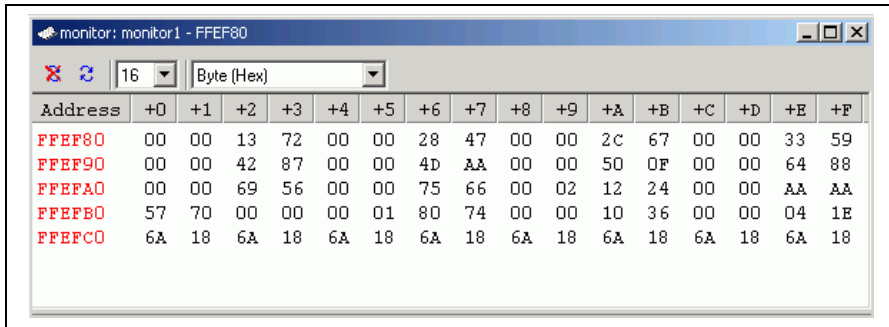 monitor: monitor1 - FFEF80
16 Byte (Hex)
Address +0 +1 +2 +3 +4 +5 +6 +7 +8 +9 +A +B +C +D +E +F
FFEF80 00 00 13 72 00 00 28 47 00 00 2C 67 00 00 33 59
FFEF90 00 00 42 87 00 00 4D AA 00 00 50 0F 00 00 64 88
FFEFA0 00 00 69 56 00 00 75 66 00 02 12 24 00 00 AA AA
FFEFB0 57 70 00 00 00 01 80 74 00 00 10 36 00 00 04 1E
FFEFC0 6A 18 6A 18 6A 18 6A 18 6A 18 6A 18 6A 18 6A 18